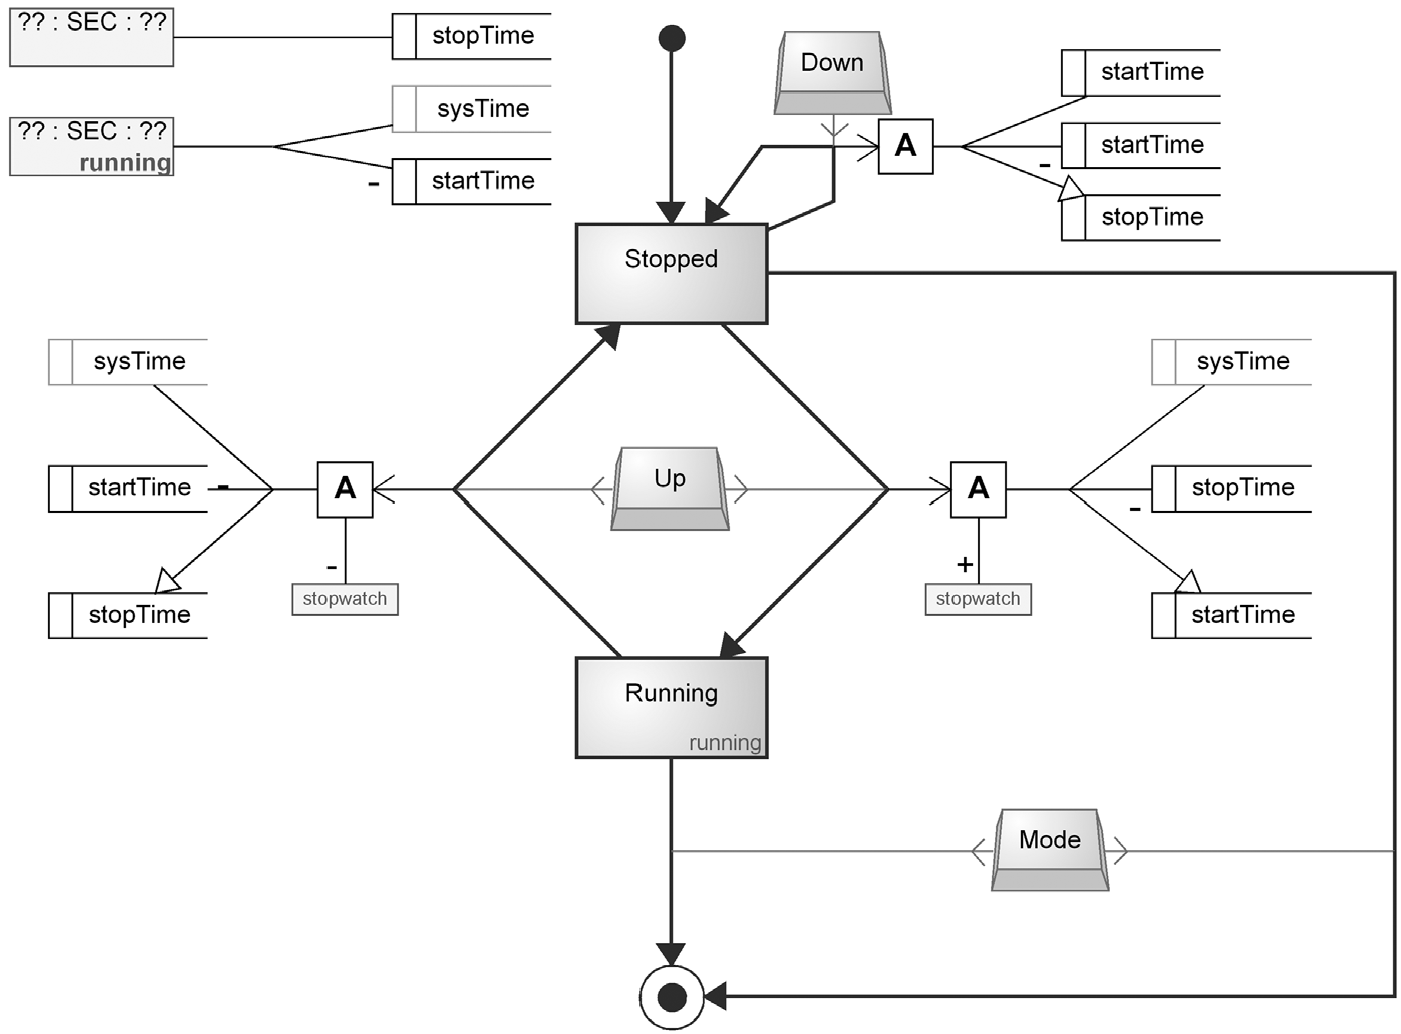 ?? : SEC : ??
stopTime
?? : SEC : ??
running
sysTime
-
startTime
Down
A
startTime
startTime
-
stopTime
Stopped
sysTime
startTime
-
stopTime
A
-
stopwatch
Up
A
+
stopwatch
sysTime
stopTime
-
startTime
Running
running
Mode